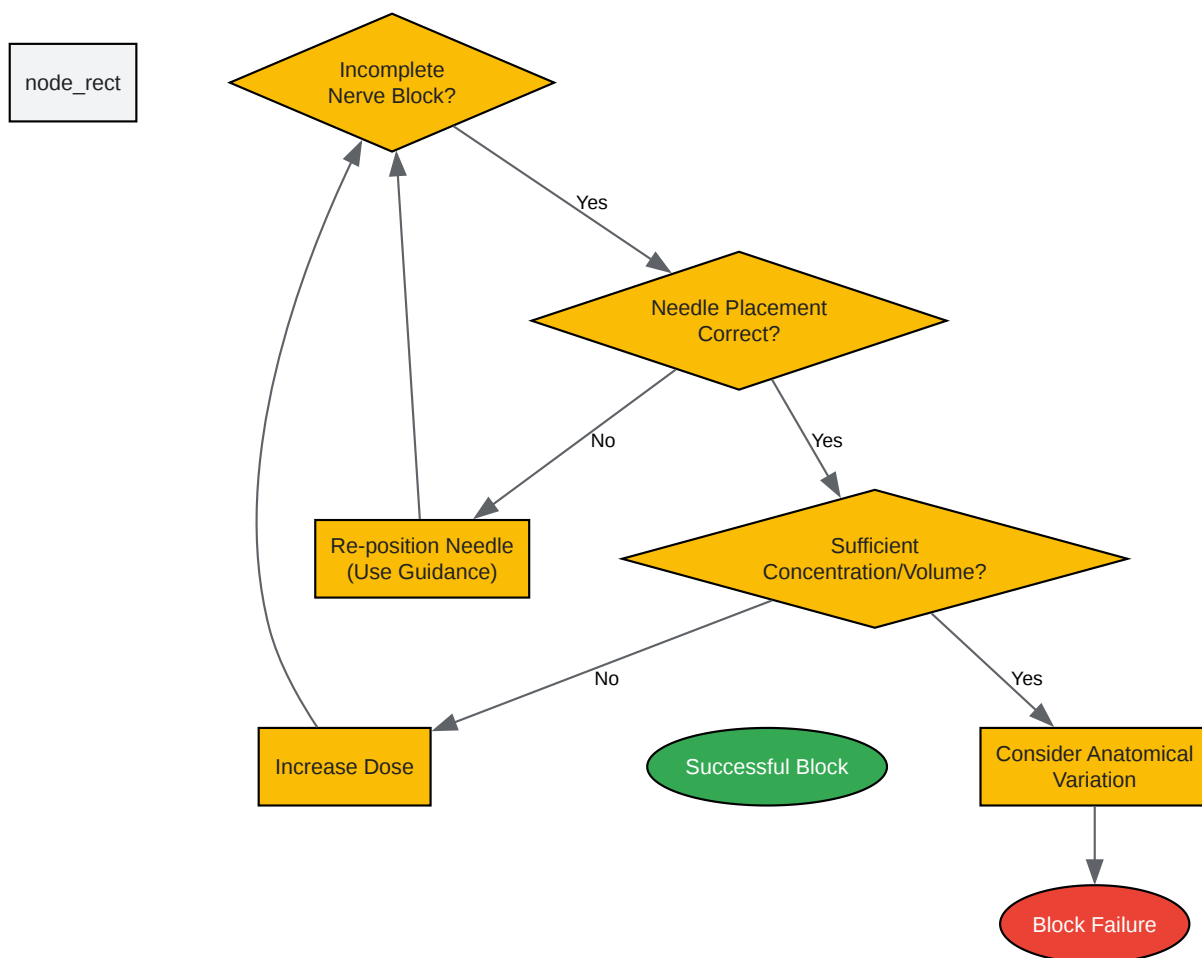 node_rect
Incomplete
Nerve Block?
Yes
Needle Placement
Correct?
No
Yes
Re-position Needle
(Use Guidance)
Sufficient
Concentration/Volume?
No
Yes
Increase Dose
Successful Block
Consider Anatomical
Variation
Block Failure